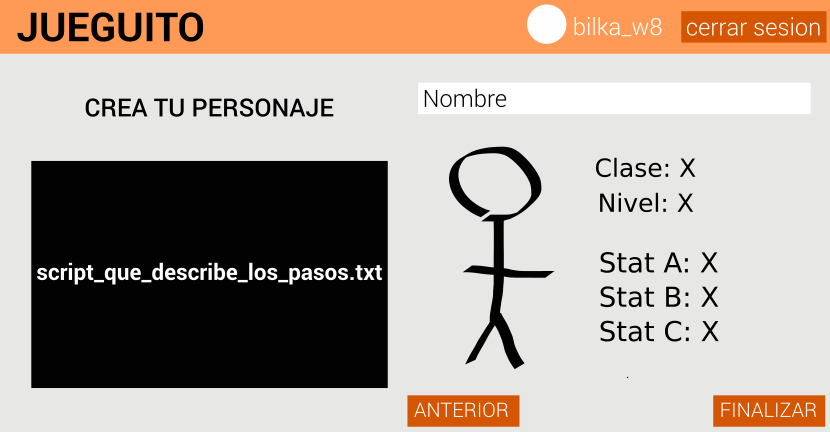 JUEGUITO
bilka_w8
cerrar sesion
CREA TU PERSONAJE
Nombre
script_que_describe_los_pasos.txt
Clase: X
Nivel: X
Stat A: X
Stat B: X
Stat C: X
ANTERIOR
FINALIZAR